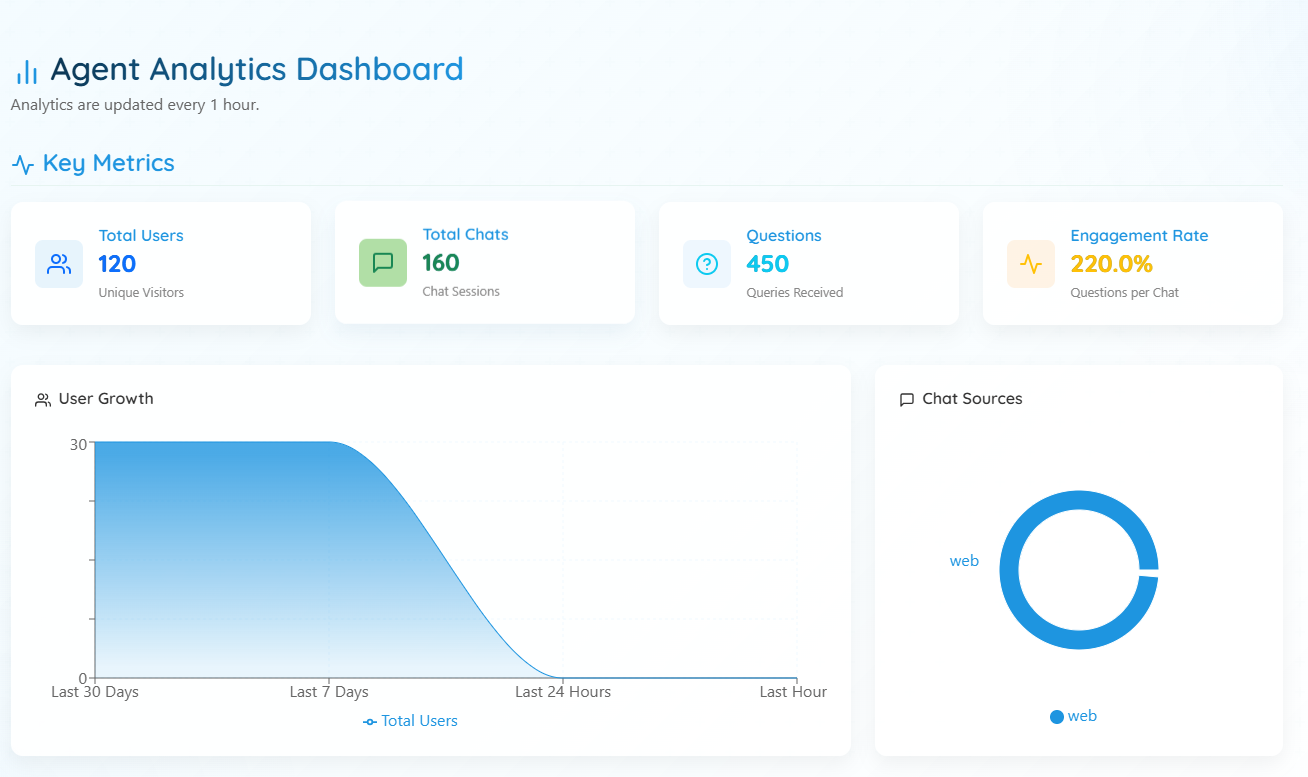 Agent Analytics Dashboard
Analytics are updated every 1 hour.
Key Metrics
Total Users
120
Unique Visitors
Total Chats
160
Chat Sessions
Questions
450
Queries Received
Engagement Rate
220.0%
Questions per Chat
User Growth
30
0
Last 30 Days
Last 7 Days
Last 24 Hours
Last Hour
Total Users
Chat Sources
web
web